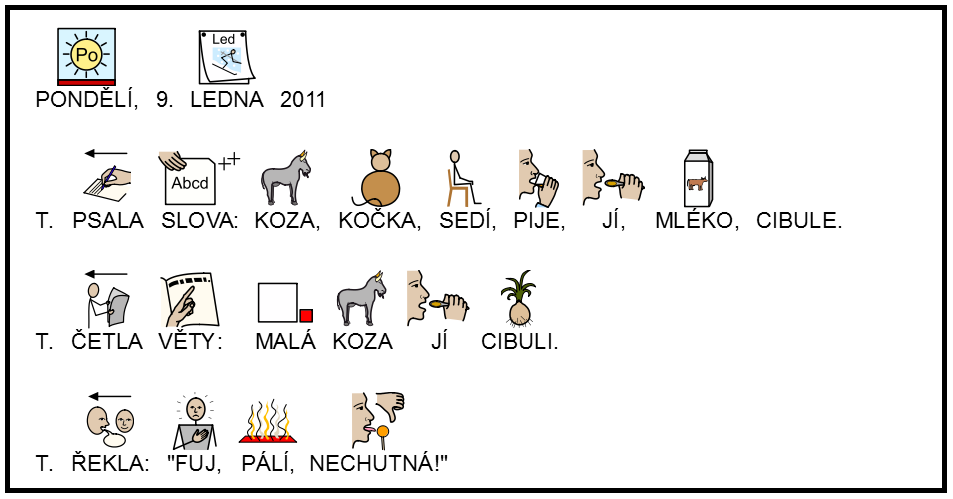 Po Led
PONDĚLÍ, 9. LEDNA 2011
Abcd
T. PSALA SLOVA: KOZA, KOČKA, SEDÍ, PIJE, JÍ, MLÉKO, CIBULE.
T. ČETLA VĚTY: MALÁ KOZA JÍ CIBULI.
T. ŘEKLA: "FUJ, PÁLÍ, NECHUTNÁ!"